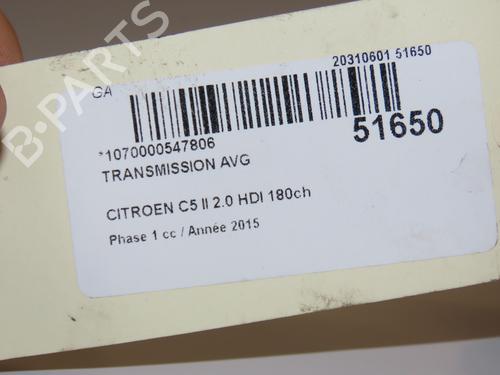 GA
20310601 51650
*1070000547806
51650
TRANSMISSION AVG
CITROEN C5 II 2.0 HDI 180ch
Phase 1 cc / Année 2015
B-PARTS